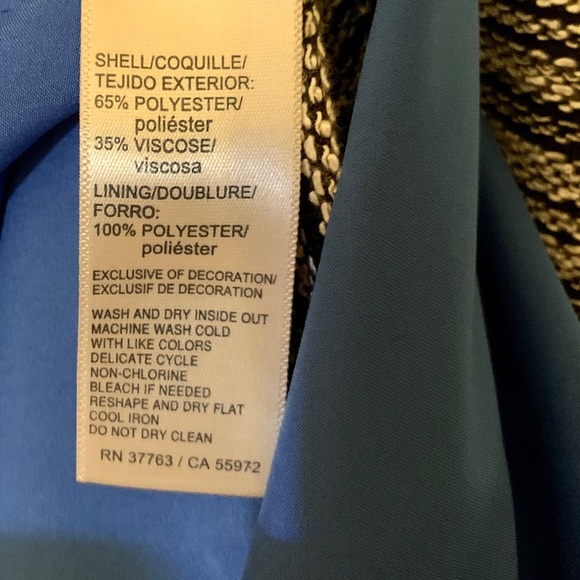 SHELL/COQUILLE/
TEJIDO EXTERIOR:
65% POLYESTER/
poliéster
35% VISCOSE/
viscosa
LINING/DOUBLURE/
FORRO:
100% POLYESTER/
poliéster
EXCLUSIVE OF DECORATION/
EXCLUSIF DE DECORATION
WASH AND DRY INSIDE OUT
MACHINE WASH COLD
WITH LIKE COLORS
DELICATE CYCLE
NON-CHLORINE
BLEACH IF NEEDED
RESHAPE AND DRY FLAT
COOL IRON
DO NOT DRY CLEAN
RN 37763 / CA 55972